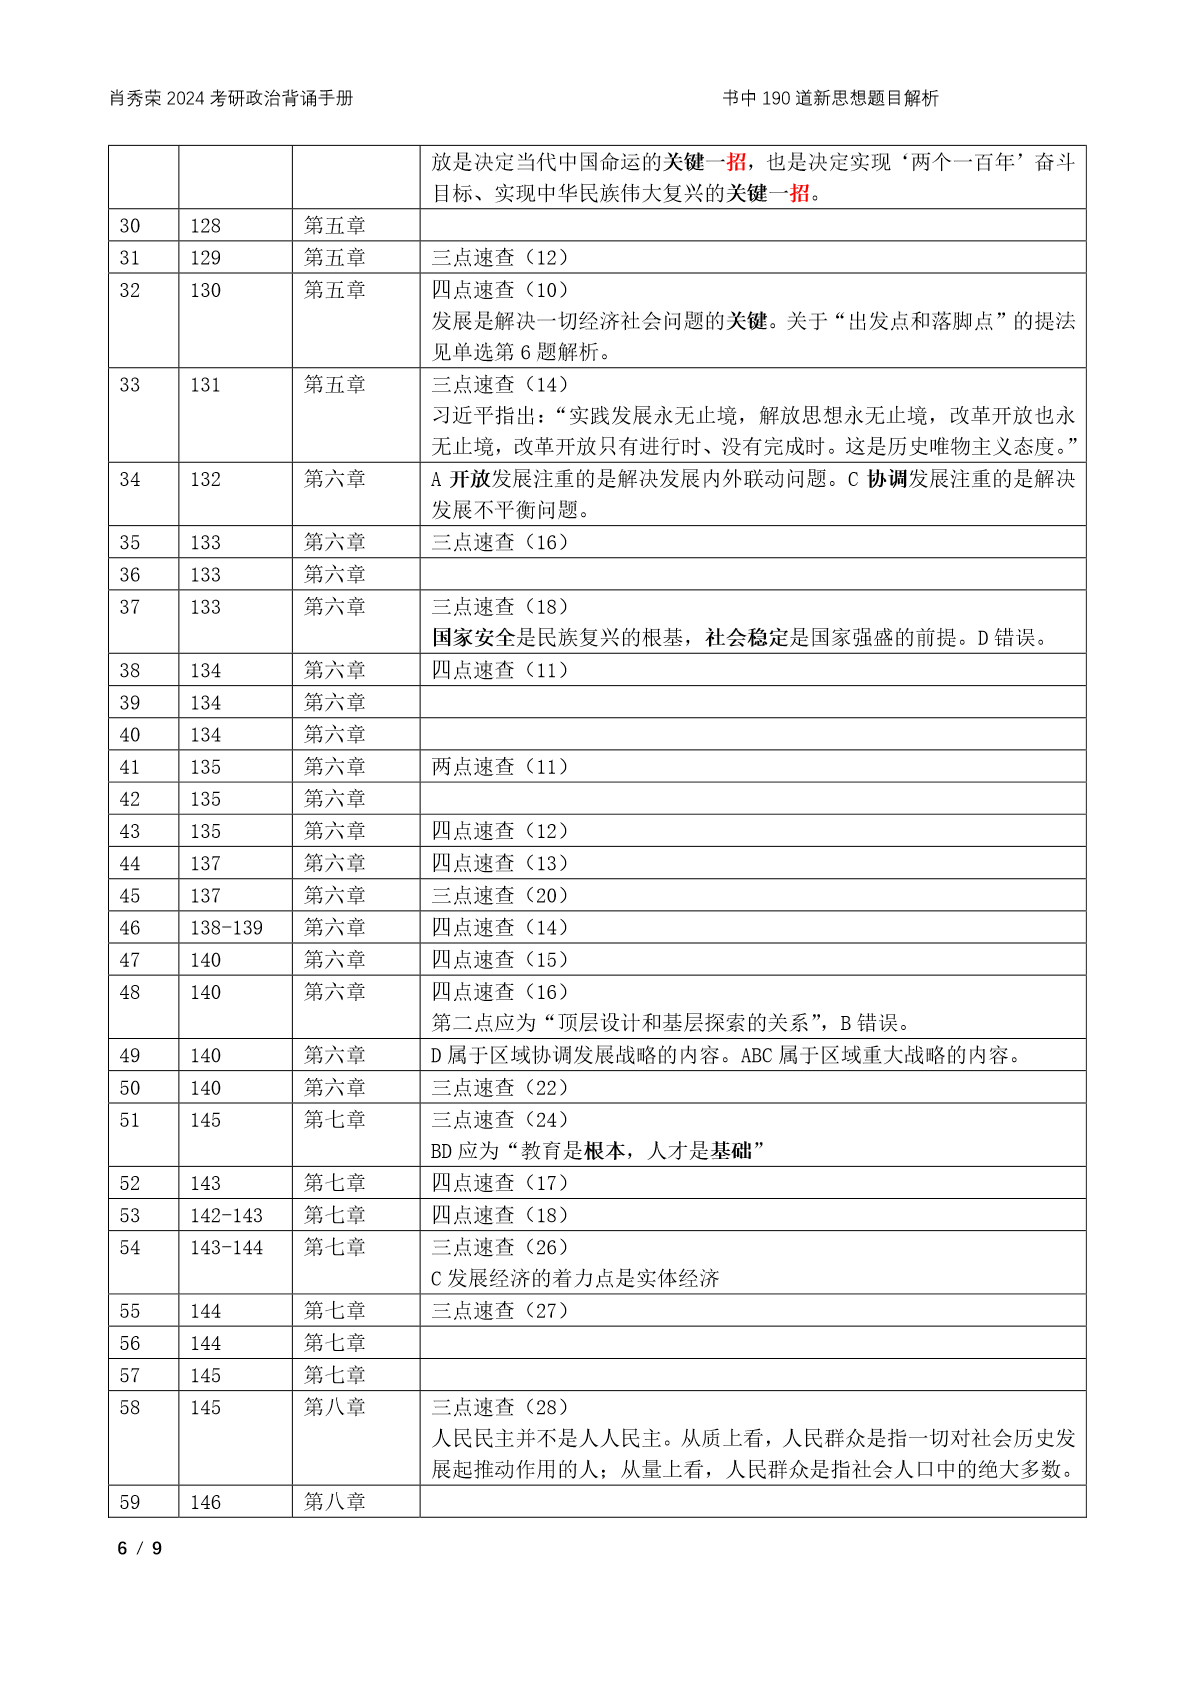 肖秀荣 2024 考研政治背诵手册 书中 190 道新思想题目解析
放是决定当代中国命运的关键一招，也是决定实现‘两个一百年’奋斗
目标、实现中华民族伟大复兴的关键一招。
30 128 第五章
31 129 第五章 三点速查（12）
32 130 第五章 四点速查（10）
发展是解决一切经济社会问题的关键。关于“出发点和落脚点”的提法
见单选第 6 题解析。
33 131 第五章 三点速查（14）
习近平指出：“实践发展永无止境，解放思想永无止境，改革开放也永
无止境，改革开放只有进行时、没有完成时。这是历史唯物主义态度。”
34 132 第六章 A 开放发展注重的是解决发展内外联动问题。C 协调发展注重的是解决
发展不平衡问题。
35 133 第六章 三点速查（16）
36 133 第六章
37 133 第六章 三点速查（18）
国家安全是民族复兴的根基，社会稳定是国家强盛的前提。D 错误。
38 134 第六章 四点速查（11）
39 134 第六章
40 134 第六章
41 135 第六章 两点速查（11）
42 135 第六章
43 135 第六章 四点速查（12）
44 137 第六章 四点速查（13）
45 137 第六章 三点速查（20）
46 138-139 第六章 四点速查（14）
47 140 第六章 四点速查（15）
48 140 第六章 四点速查（16）
第二点应为“顶层设计和基层探索的关系”，B 错误。
49 140 第六章 D 属于区域协调发展战略的内容。ABC 属于区域重大战略的内容。
50 140 第六章 三点速查（22）
51 145 第七章 三点速查（24）
BD 应为“教育是根本，人才是基础”
52 143 第七章 四点速查（17）
53 142-143 第七章 四点速查（18）
54 143-144 第七章 三点速查（26）
C 发展经济的着力点是实体经济
55 144 第七章 三点速查（27）
56 144 第七章
57 145 第七章
58 145 第八章 三点速查（28）
人民民主并不是人人民主。从质上看，人民群众是指一切对社会历史发
展起推动作用的人；从量上看，人民群众是指社会人口中的绝大多数。
59 146 第八章
6 / 9